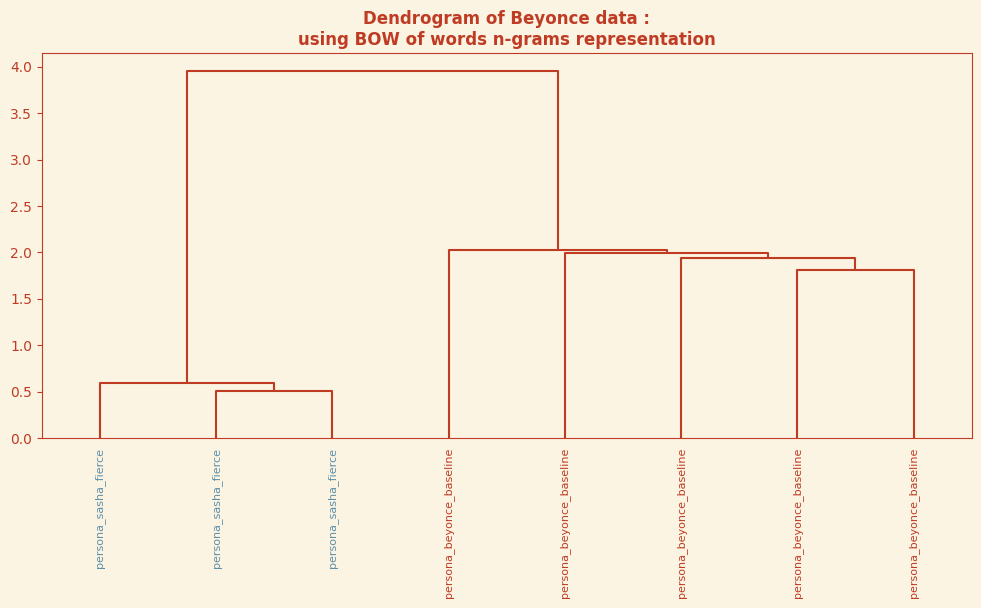 Dendrogram of Beyonce data :
using BOW of words n-grams representation
4.0
3.5
3.0
2.5
2.0
1.5
1.0
0.5
0.0
persona_sasha_fierce
persona_sasha_fierce
persona_sasha_fierce
persona_beyonce_baseline
persona_beyonce_baseline
persona_beyonce_baseline
persona_beyonce_baseline
persona_beyonce_baseline